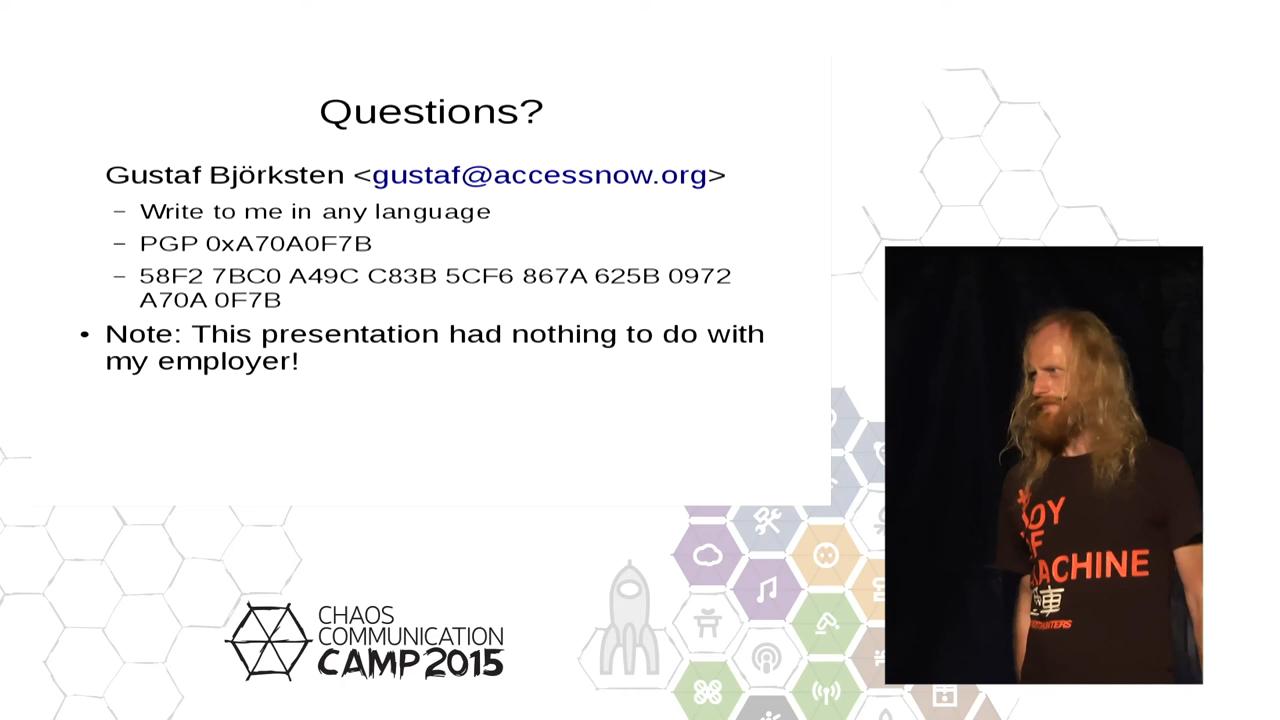 Questions?
Gustaf Björksten <gustaf@accessnow.org>
– Write to me in any language
– PGP 0xA70A0F7B
– 58F2 7BC0 A49C C83B 5CF6 867A 625B 0972
A70A 0F7B
• Note: This presentation had nothing to do with
my employer!
OY
MACHINE
CHAOS
COMMUNICATION
CAMP 2015